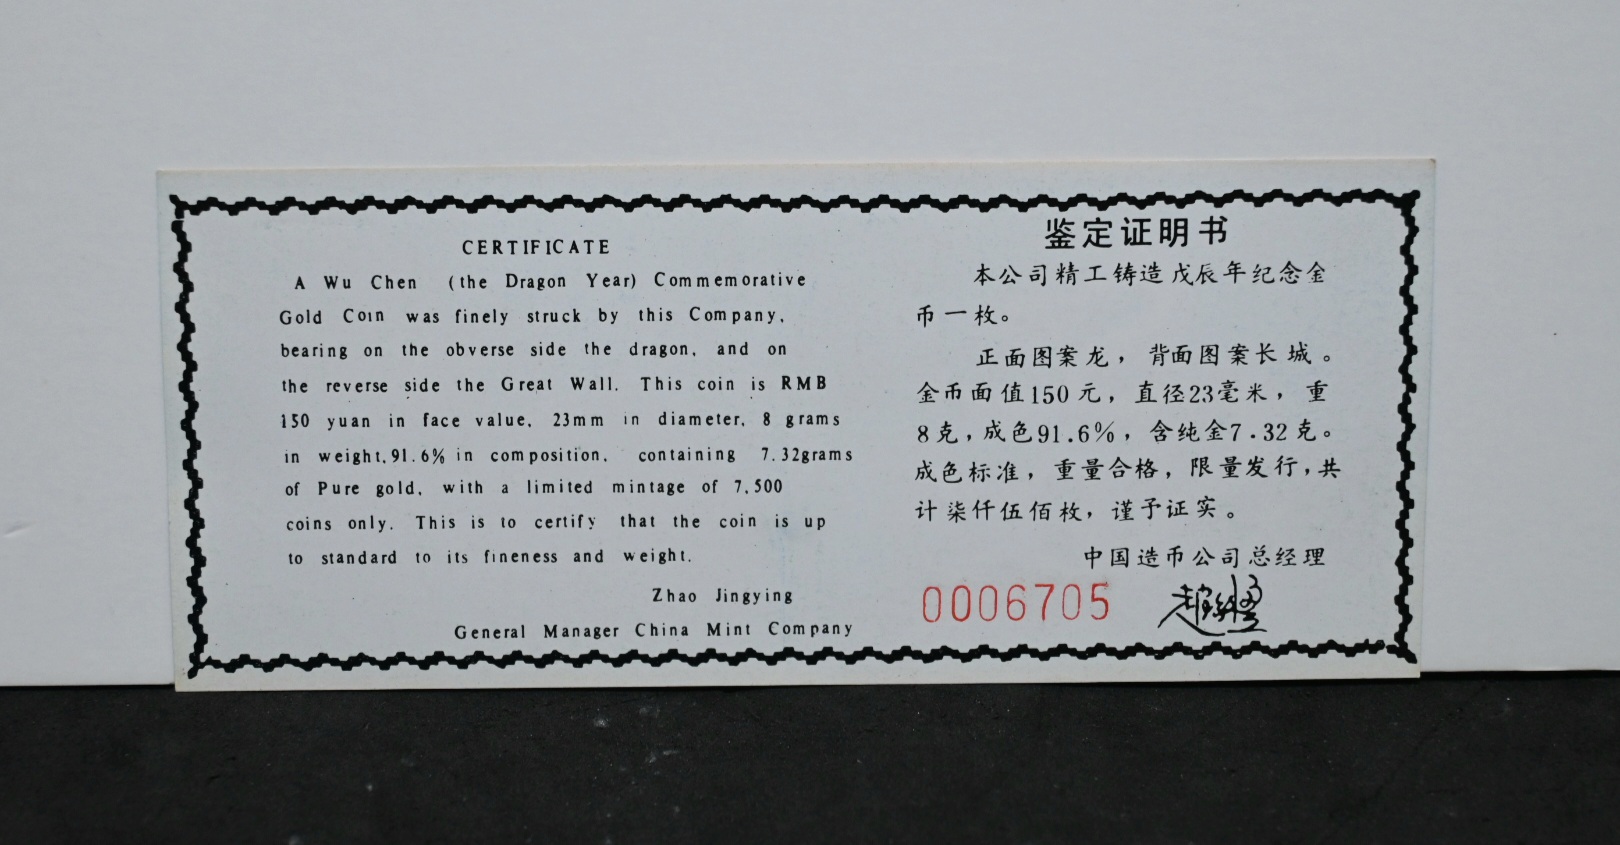 CERTIFICATE
A Wu Chen (the Dragon Year) Commemorative
Gold Coin was finely struck by this Company,
bearing on the obverse side the dragon, and on
the reverse side the Great Wall. This coin is RMB
150 yuan in face value, 23mm in diameter, 8 grams
in weight,91.6% in composition, containing 7.32grams
of Pure gold, with a limited mintage of 7,500
coins only. This is to certify that the coin is up
to standard to its fineness and weight.
Zhao Jingying
General Manager China Mint Company
鉴定证明书
本公司精工铸造戊辰年纪念金
币一枚。
正面图案龙，背面图案长城。
金币面值150元，直径23毫米，重
8克，成色91.6%，含纯金7.32克。
成色标准，重量合格，限量发行，共
计柒仟伍佰枚，谨予证实。
中国造币公司总经理
0006705